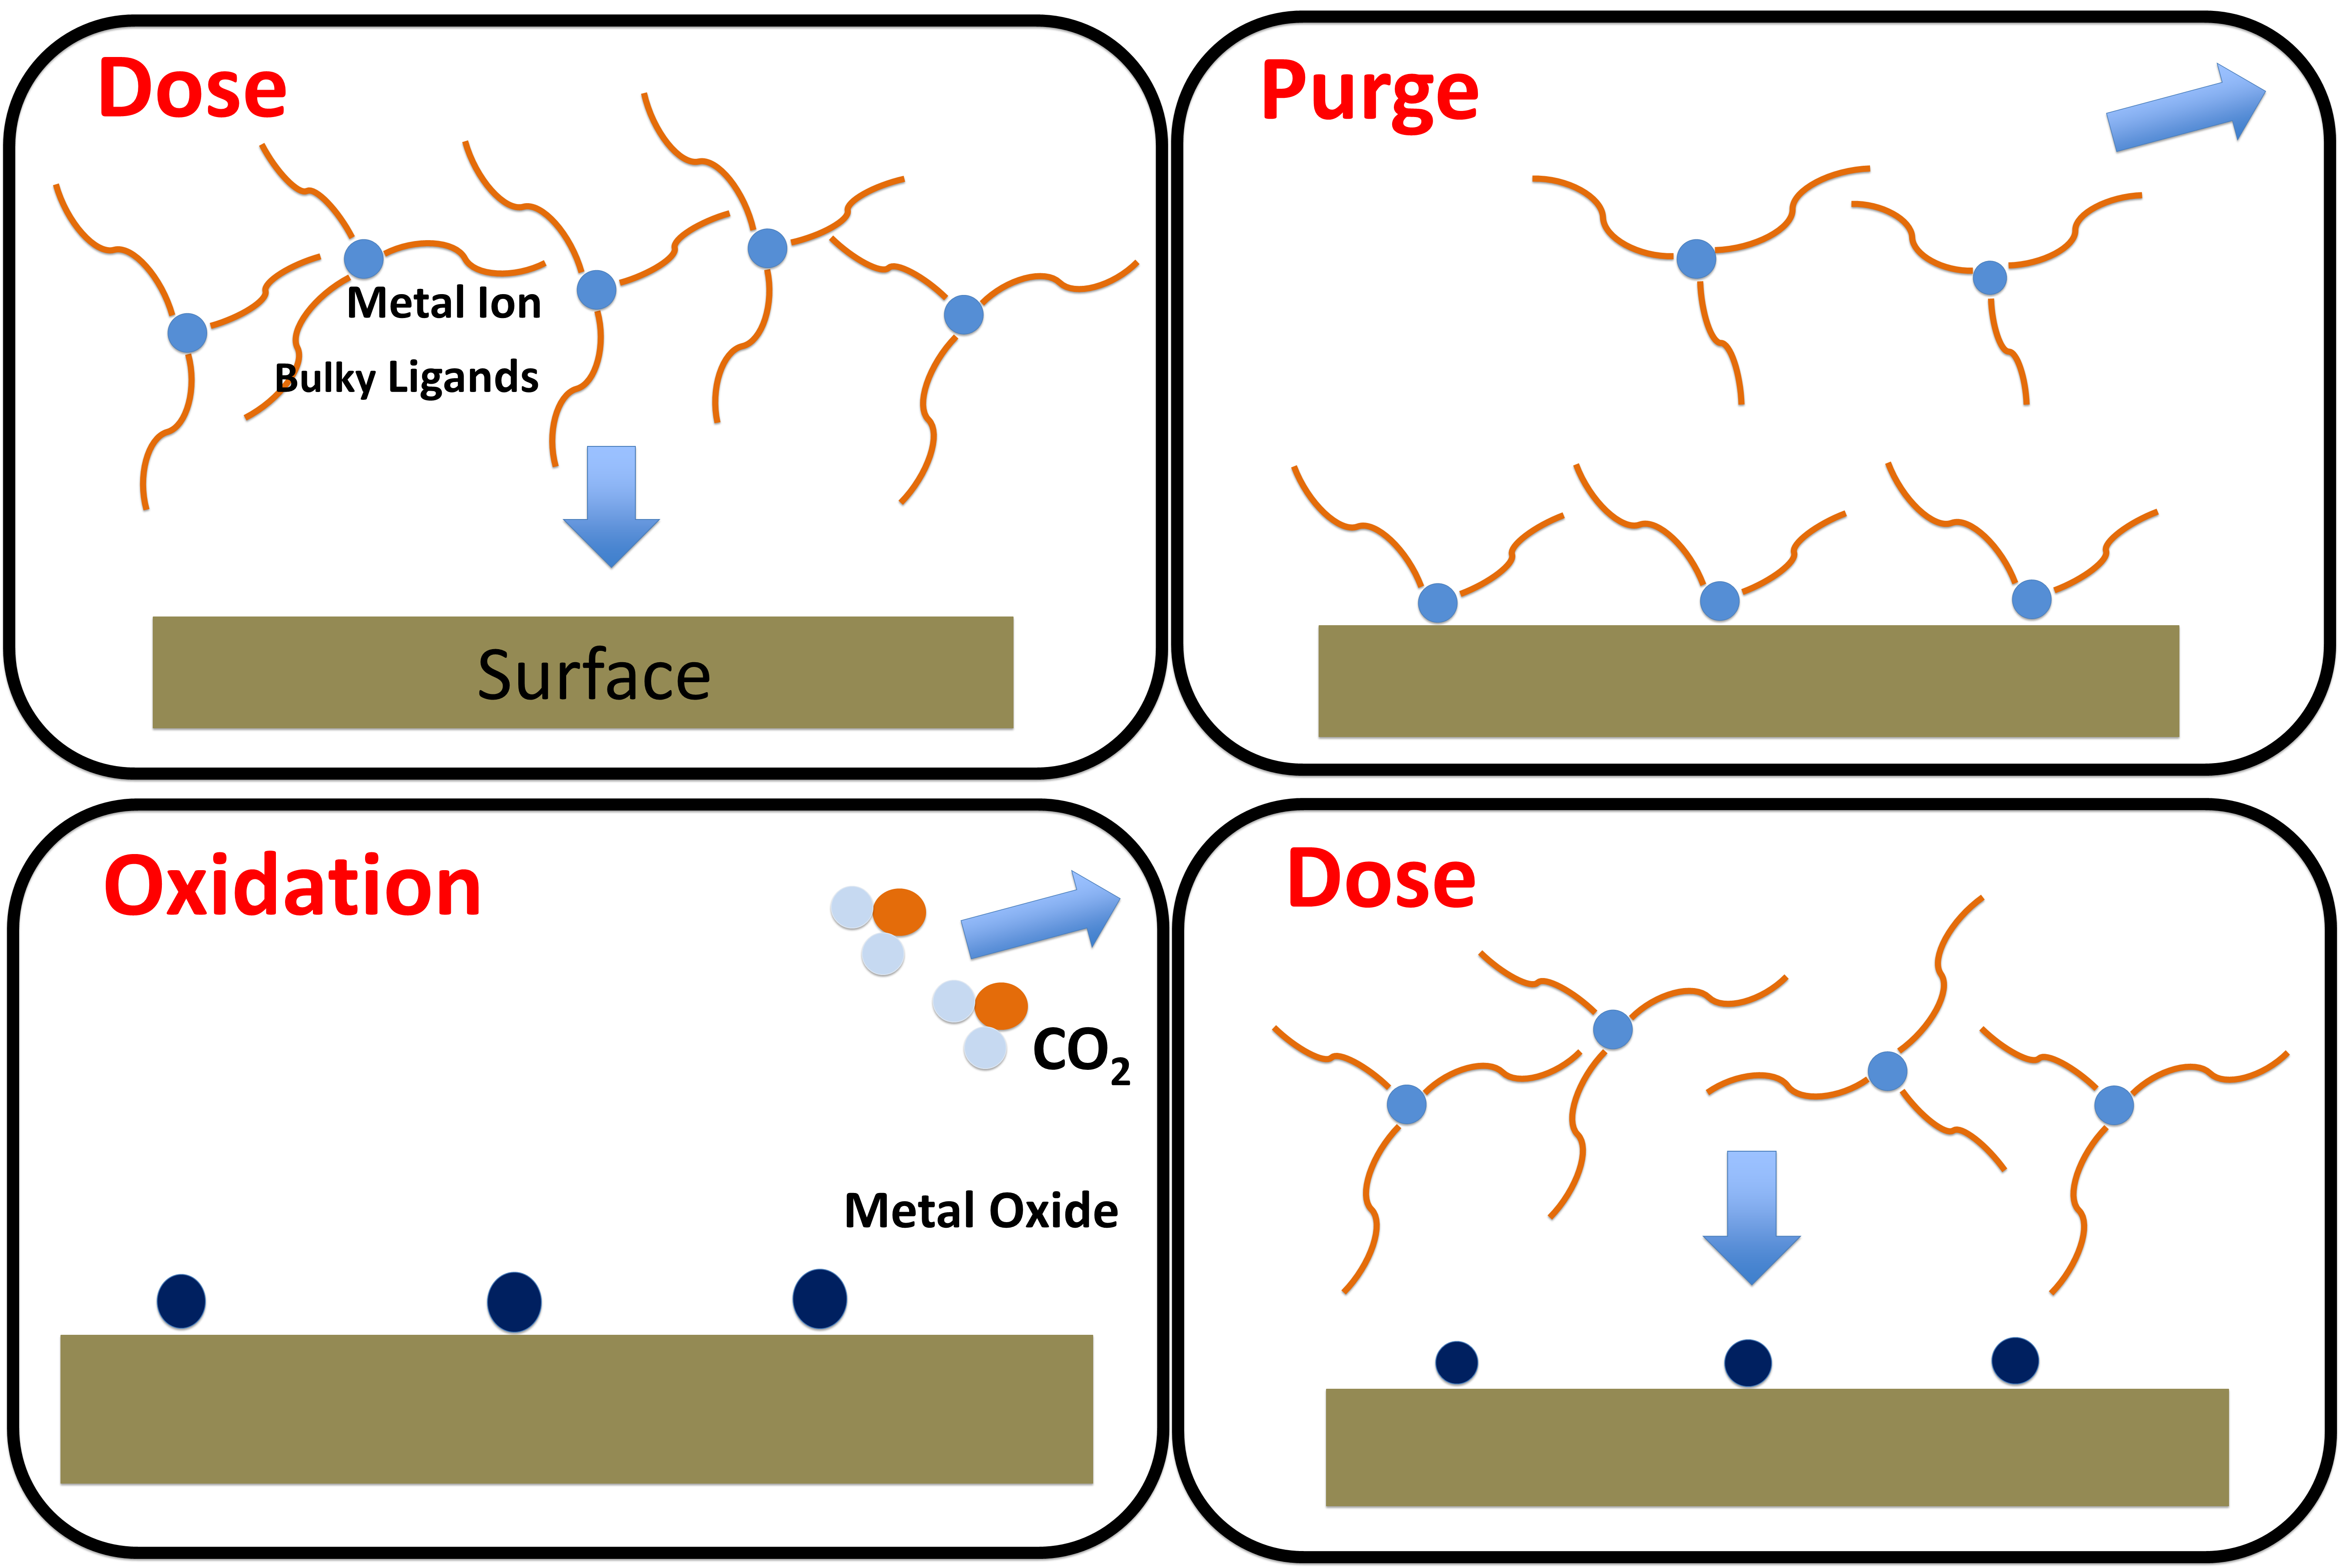 Dose
Metal Ion
Bulky Ligands
Surface
Purge
Oxidation
CO₂
Metal Oxide
Dose